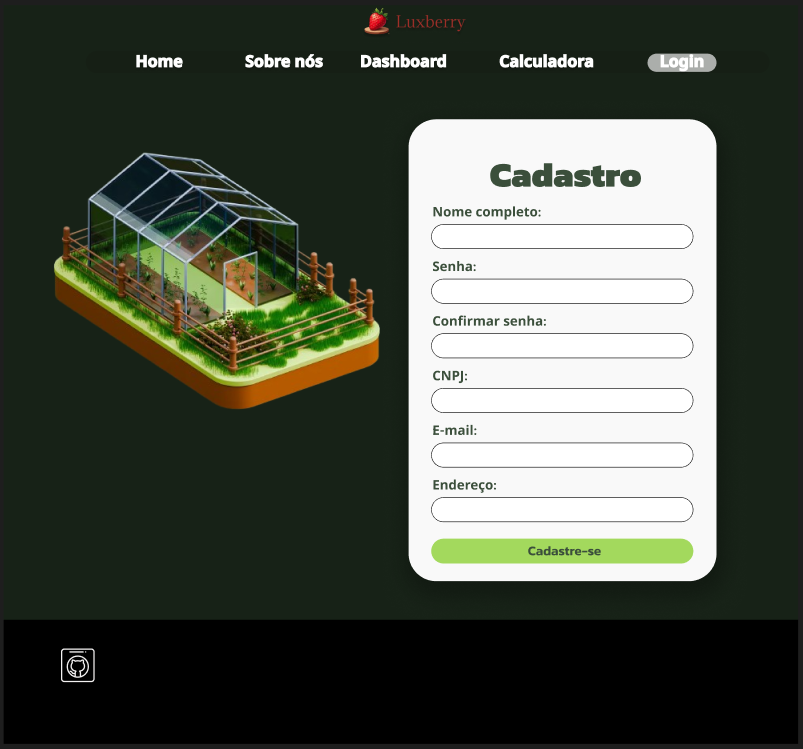 Luxberry
Home Sobre nós Dashboard Calculadora Login
Cadastro
Nome completo:
Senha:
Confirmar senha:
CNPJ:
E-mail:
Endereço:
Cadastre-se